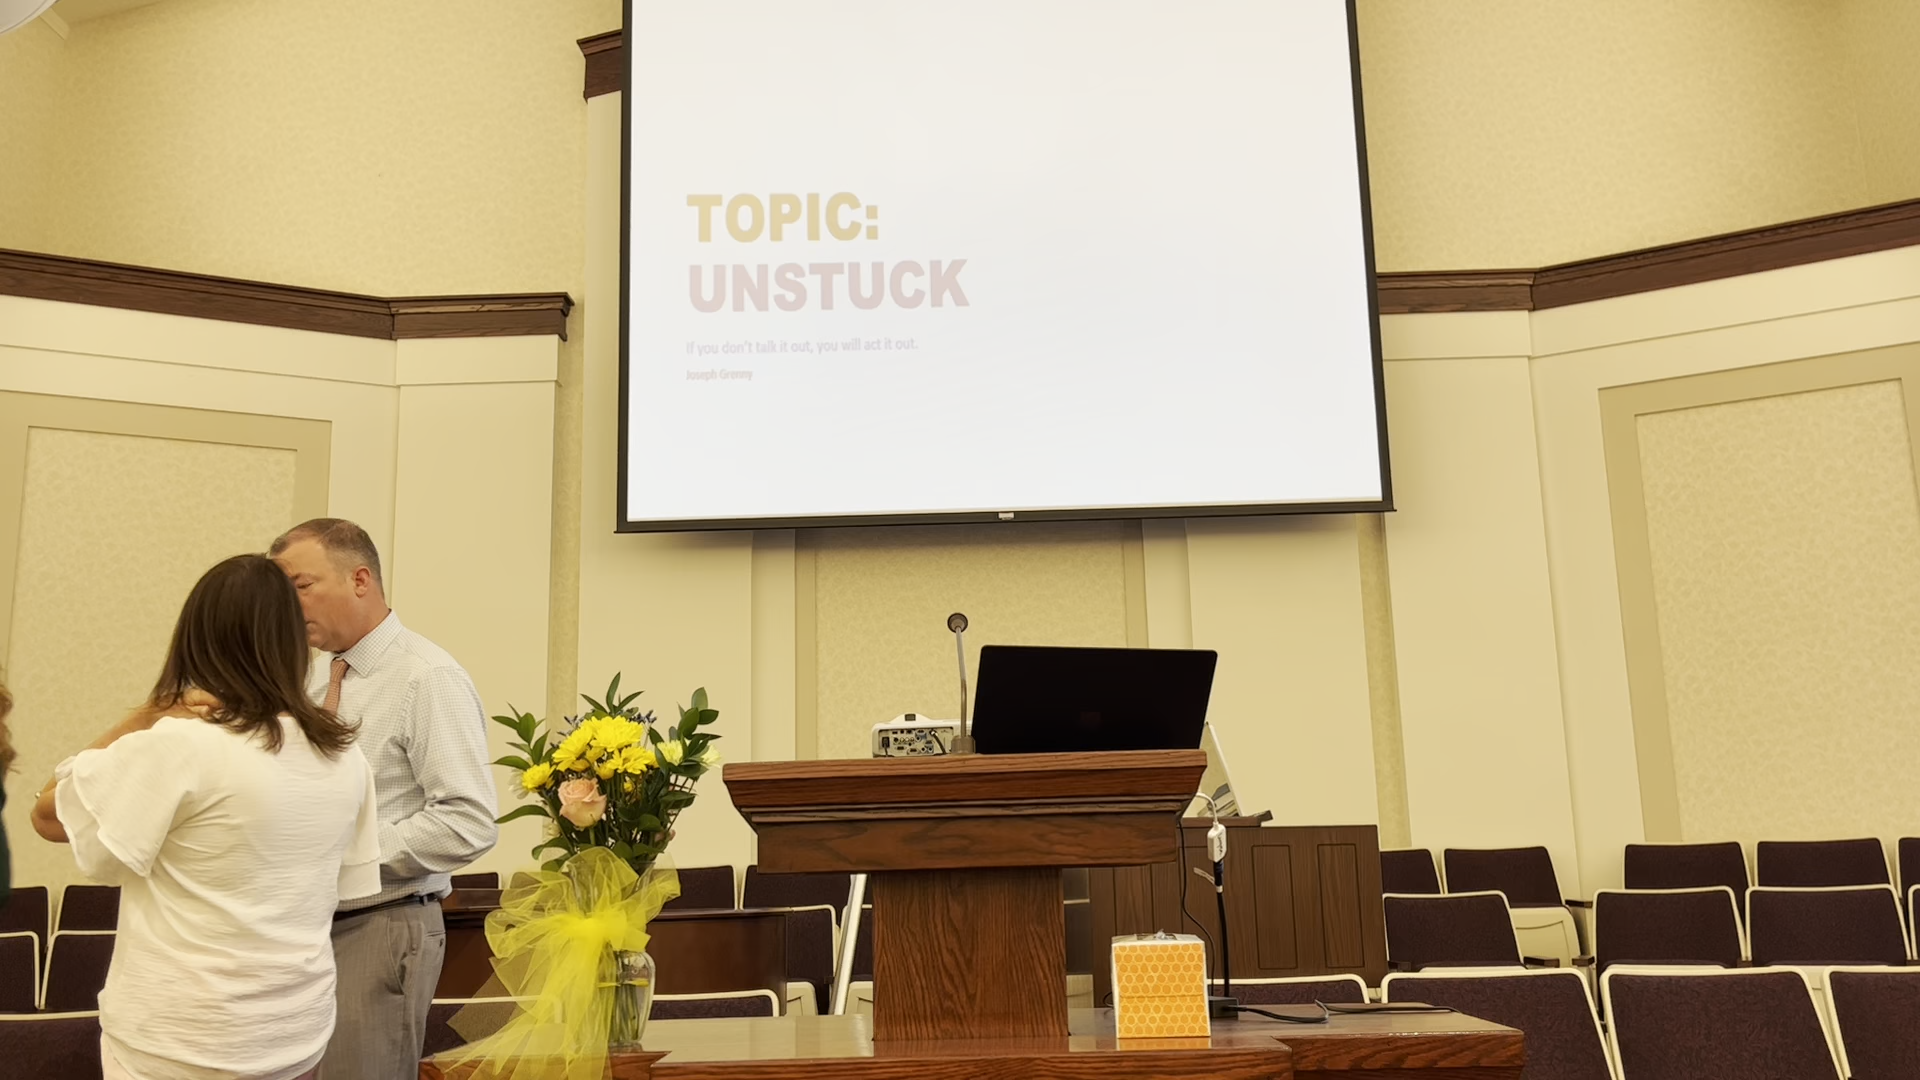 TOPIC:
UNSTUCK
If you don't talk it out, you will act it out.
Joseph Grenny